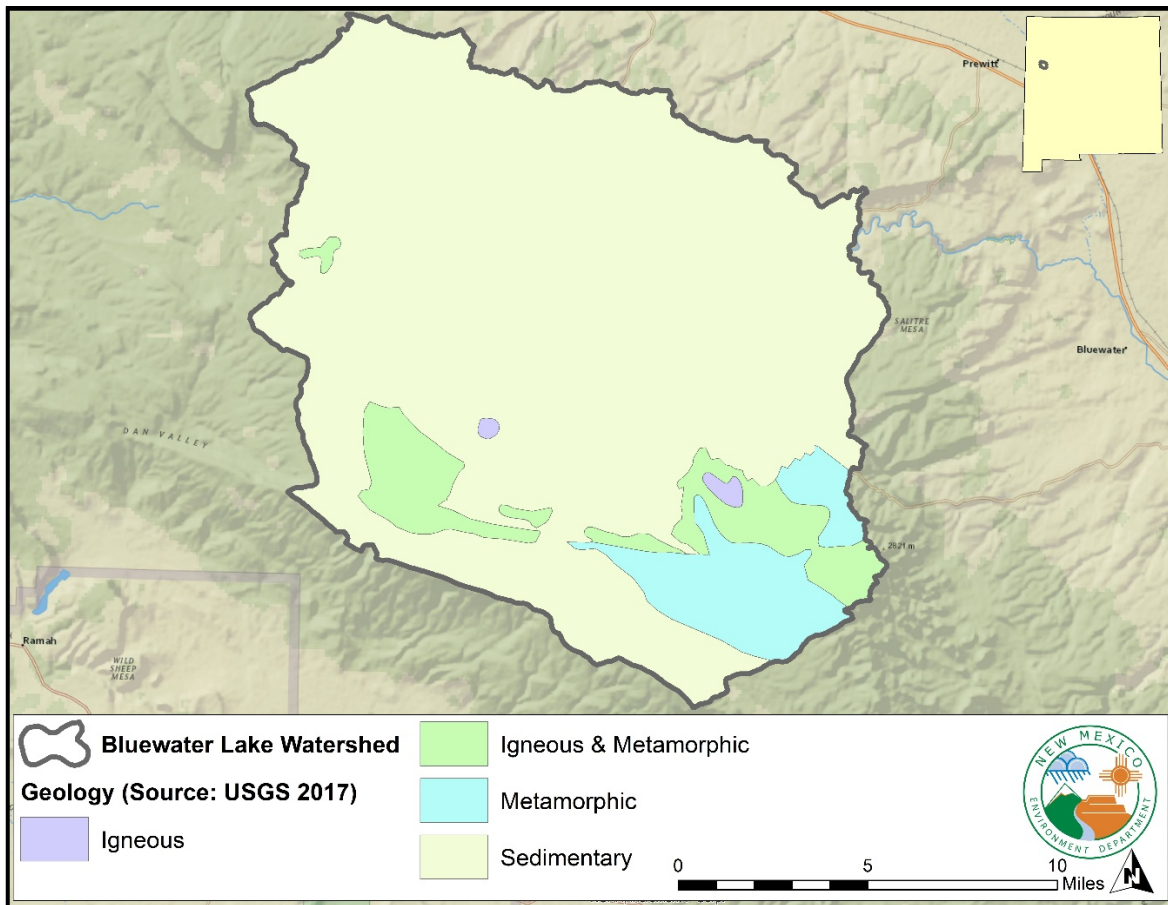 Prewitt
SALITRE
MESA
Bluewater
DAN VALLEY
2621 m
Ramah
WILD
SHEEP
MESA
Bluewater Lake Watershed
Geology (Source: USGS 2017)
Igneous
Igneous & Metamorphic
Metamorphic
Sedimentary
NEW MEXICO
ENVIRONMENT DEPARTMENT
0 5 10
Miles
N